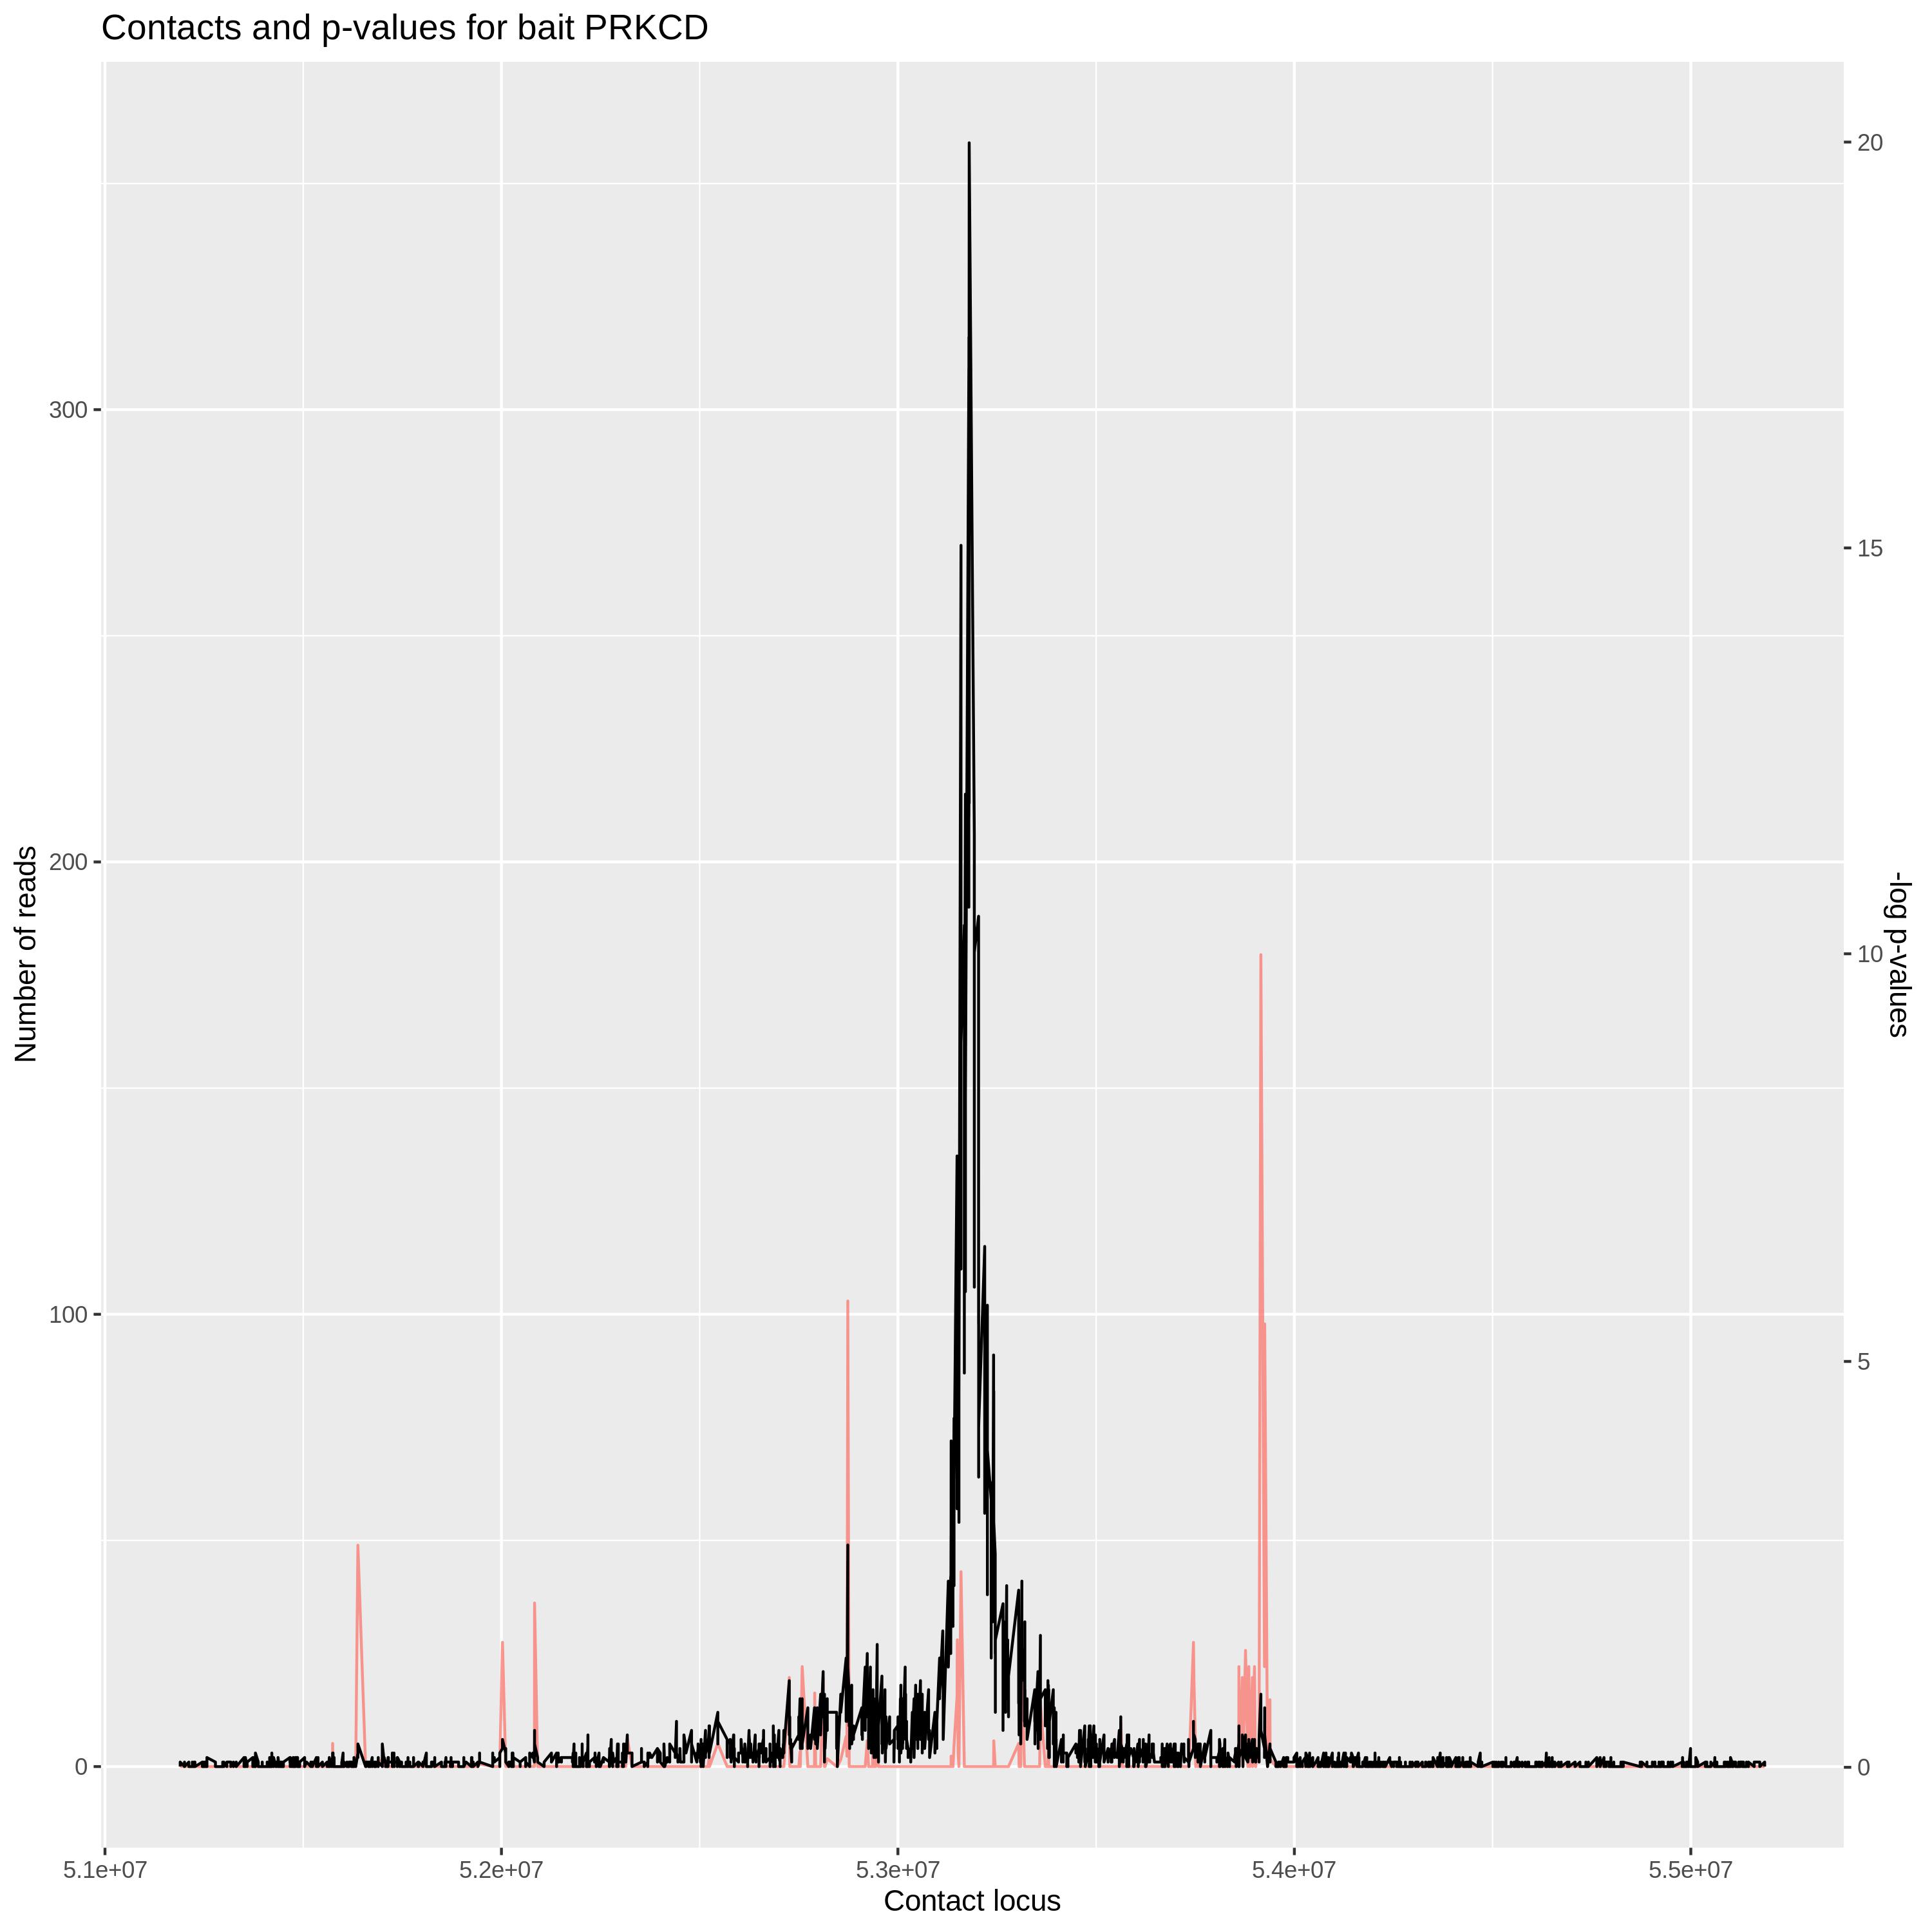 Contacts and p-values for bait PRKCD
Number of reads
300
200
100
0
20
15
10
5
0
-log p-values
5.1e+07
5.2e+07
5.3e+07
5.4e+07
5.5e+07
Contact locus